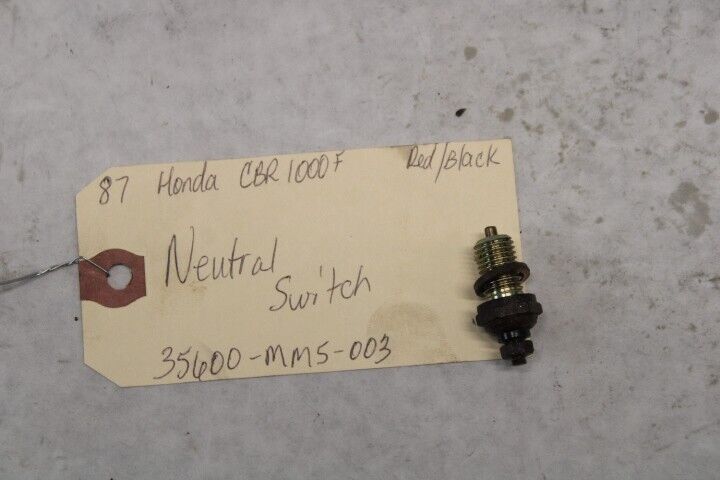 87 Honda CBR1000F Red/Black
Neutral
Switch
35600-MM5-003